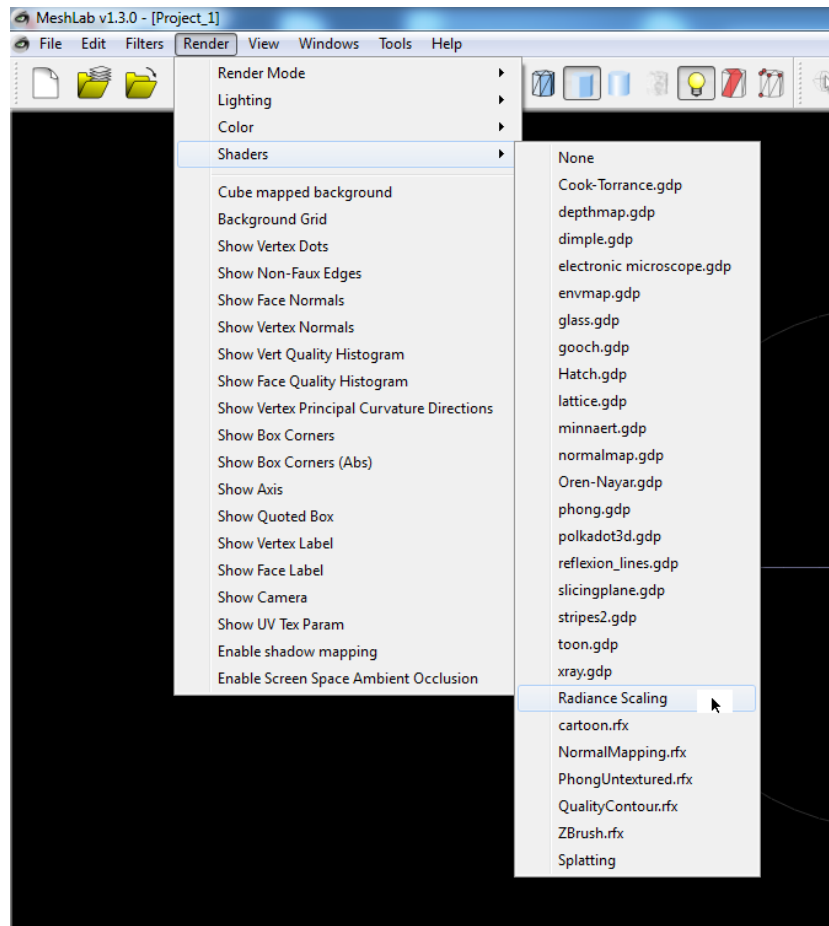 MeshLab v1.3.0 - [Project_1]
File Edit Filters Render View Windows Tools Help
Render Mode
Lighting
Color
Shaders
Cube mapped background
Background Grid
Show Vertex Dots
Show Non-Faux Edges
Show Face Normals
Show Vertex Normals
Show Vert Quality Histogram
Show Face Quality Histogram
Show Vertex Principal Curvature Directions
Show Box Corners
Show Box Corners (Abs)
Show Axis
Show Quoted Box
Show Vertex Label
Show Face Label
Show Camera
Show UV Tex Param
Enable shadow mapping
Enable Screen Space Ambient Occlusion
None
Cook-Torrance.gdp
depthmap.gdp
dimple.gdp
electronic microscope.gdp
envmap.gdp
glass.gdp
gooch.gdp
Hatch.gdp
lattice.gdp
minnaert.gdp
normalmap.gdp
Oren-Nayar.gdp
phong.gdp
polkadot3d.gdp
reflexion_lines.gdp
slicingplane.gdp
stripes2.gdp
toon.gdp
xray.gdp
Radiance Scaling
cartoon.rfx
NormalMapping.rfx
PhongUntextured.rfx
QualityContour.rfx
ZBrush.rfx
Splatting